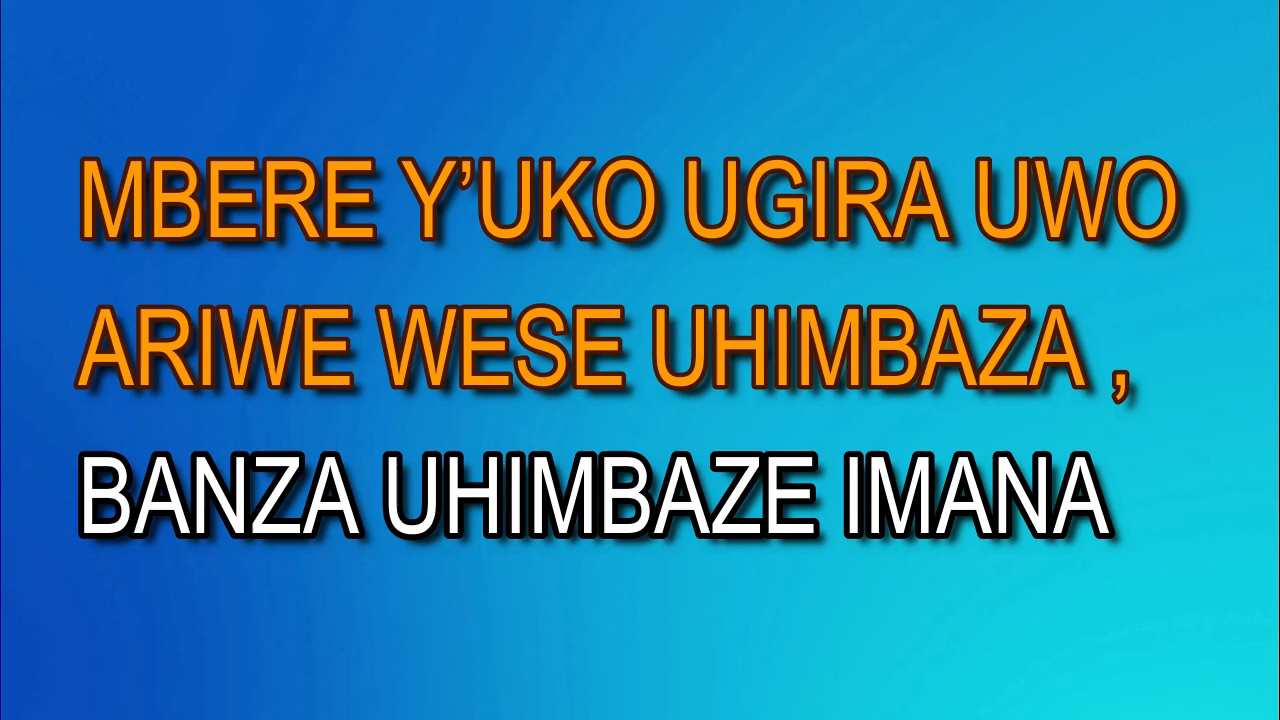 MBERE Y’UKO UGIRA UWO
ARIWE WESE UHIMBAZA ,
BANZA UHIMBAZE IMANA